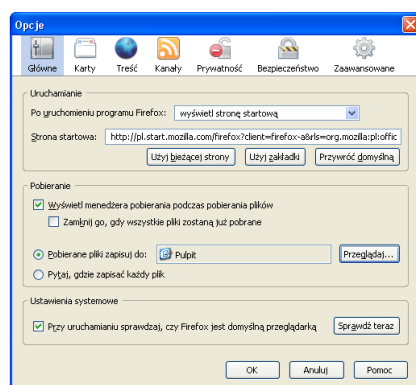 Opcje
Główne Karty Treść Kanały Prywatność Bezpieczeństwo Zaawansowane
Uruchamianie
Po uruchomieniu programu Firefox: wyświetl stronę startową
Strona startowa: http://pl.start.mozilla.com/firefox?client=firefox-a&rls=org.mozilla:pl:offic
Użyj bieżącej strony Użyj zakładki Przywróć domyślną
Pobieranie
Wyświetl menedżera pobierania podczas pobierania plików
Zamknij go, gdy wszystkie pliki zostaną już pobrane
Pobierane pliki zapisuj do: Pulpit Przeglądaj...
Pytaj, gdzie zapisać każdy plik
Ustawienia systemowe
Przy uruchamianiu sprawdzaj, czy Firefox jest domyślną przeglądarką Sprawdź teraz
OK Anuluj Pomoc